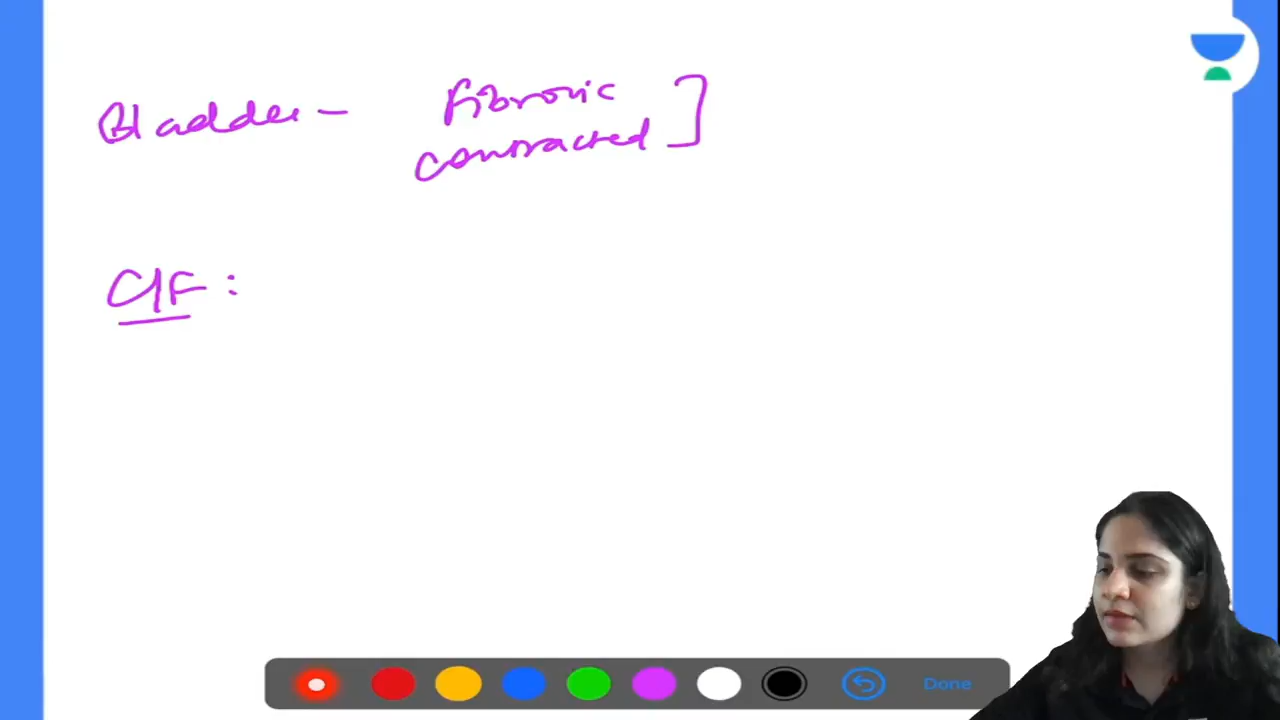 Bladder - Fibrotic
contracted ]
C/F :
Done